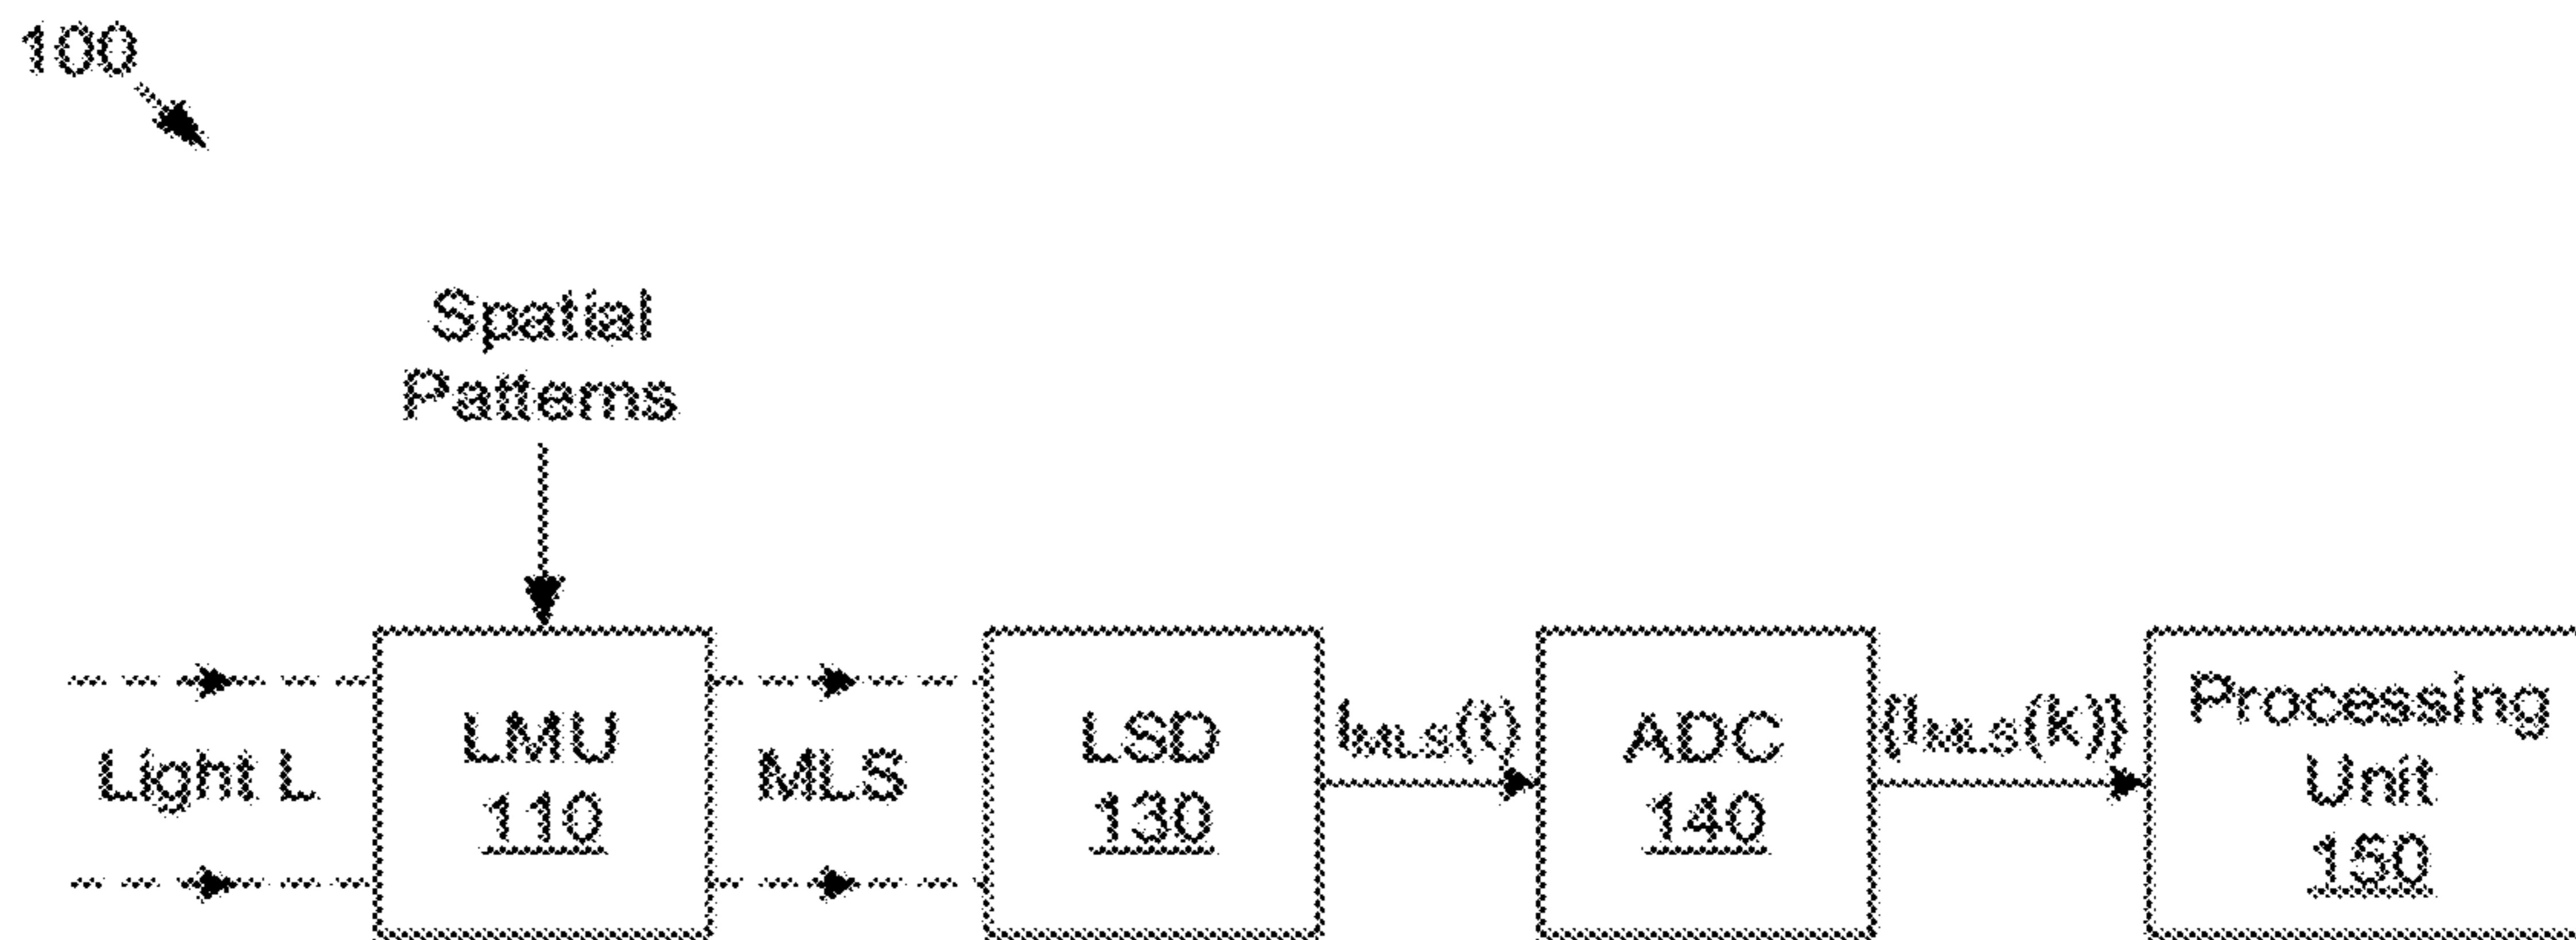 100
Spatial
Patterns
Light L
LMU
110
MLS
LSD
130
I_MLS(t)
ADC
140
{I_MLS(k)}
Processing
Unit
150